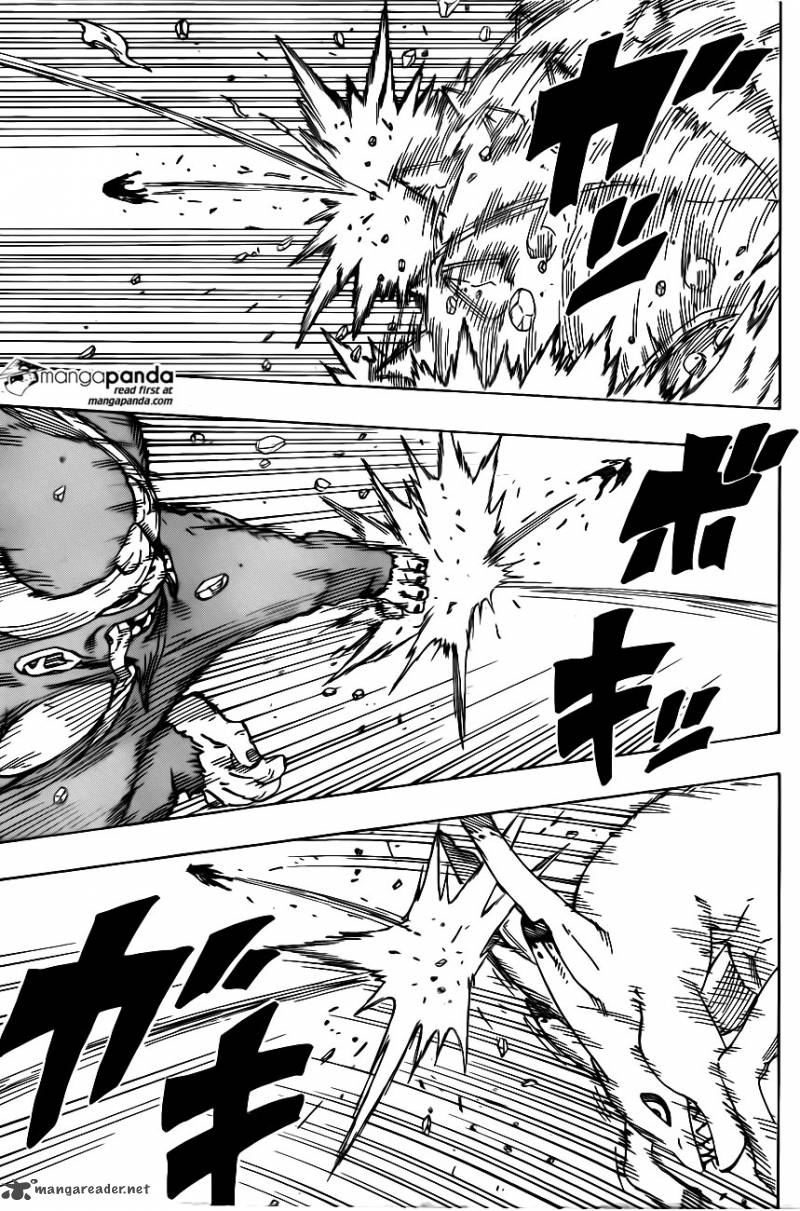 ガッ
mangapanda
read first at
mangapanda.com
ボ
キッ
ガ
キ
mangareader.net